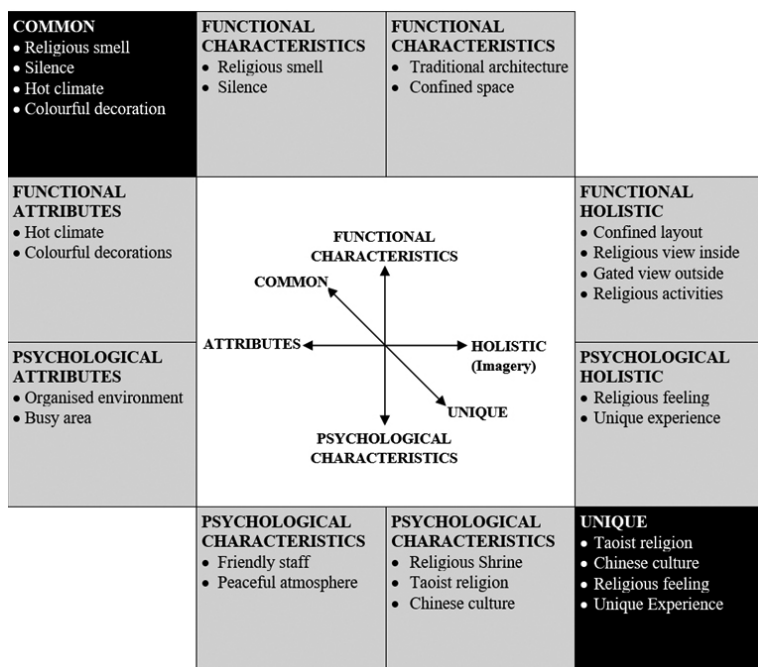 COMMON
• Religious smell
• Silence
• Hot climate
• Colourful decoration
FUNCTIONAL
CHARACTERISTICS
• Religious smell
• Silence
FUNCTIONAL
CHARACTERISTICS
• Traditional architecture
• Confined space
FUNCTIONAL
ATTRIBUTES
• Hot climate
• Colourful decorations
FUNCTIONAL
CHARACTERISTICS
COMMON
ATTRIBUTES
HOLISTIC
(Imagery)
UNIQUE
PSYCHOLOGICAL
CHARACTERISTICS
FUNCTIONAL
HOLISTIC
• Confined layout
• Religious view inside
• Gated view outside
• Religious activities
PSYCHOLOGICAL
ATTRIBUTES
• Organised environment
• Busy area
PSYCHOLOGICAL
HOLISTIC
• Religious feeling
• Unique experience
PSYCHOLOGICAL
CHARACTERISTICS
• Friendly staff
• Peaceful atmosphere
PSYCHOLOGICAL
CHARACTERISTICS
• Religious Shrine
• Taoist religion
• Chinese culture
UNIQUE
• Taoist religion
• Chinese culture
• Religious feeling
• Unique Experience